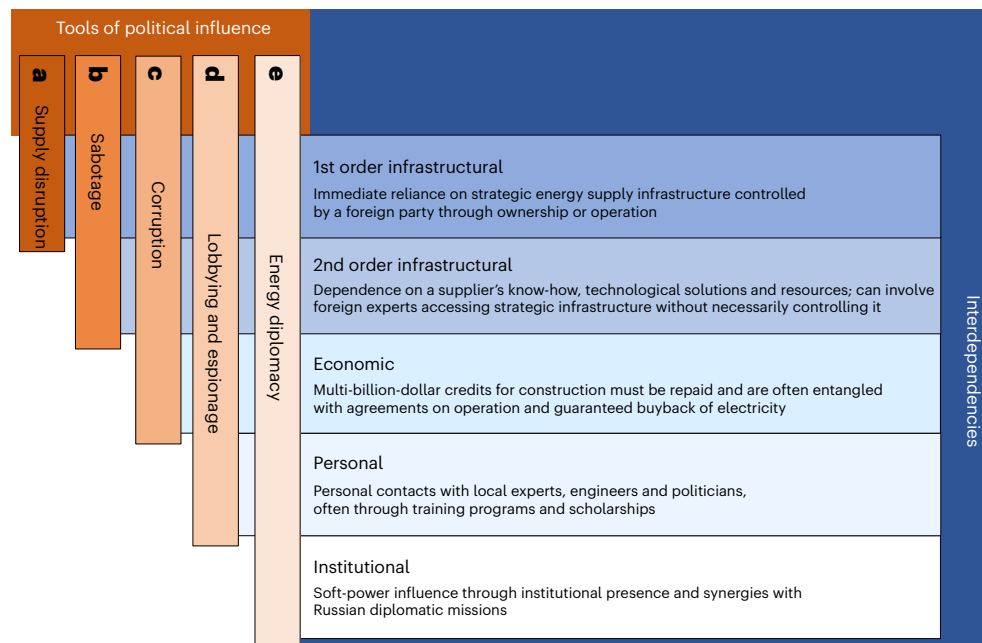 Tools of political influence
a Supply disruption
b Sabotage
c Corruption
d Lobbying and espionage
e Energy diplomacy
1st order infrastructural
Immediate reliance on strategic energy supply infrastructure controlled
by a foreign party through ownership or operation
2nd order infrastructural
Dependence on a supplier’s know-how, technological solutions and resources; can involve
foreign experts accessing strategic infrastructure without necessarily controlling it
Economic
Multi-billion-dollar credits for construction must be repaid and are often entangled
with agreements on operation and guaranteed buyback of electricity
Personal
Personal contacts with local experts, engineers and politicians,
often through training programs and scholarships
Institutional
Soft-power influence through institutional presence and synergies with
Russian diplomatic missions
Interdependencies